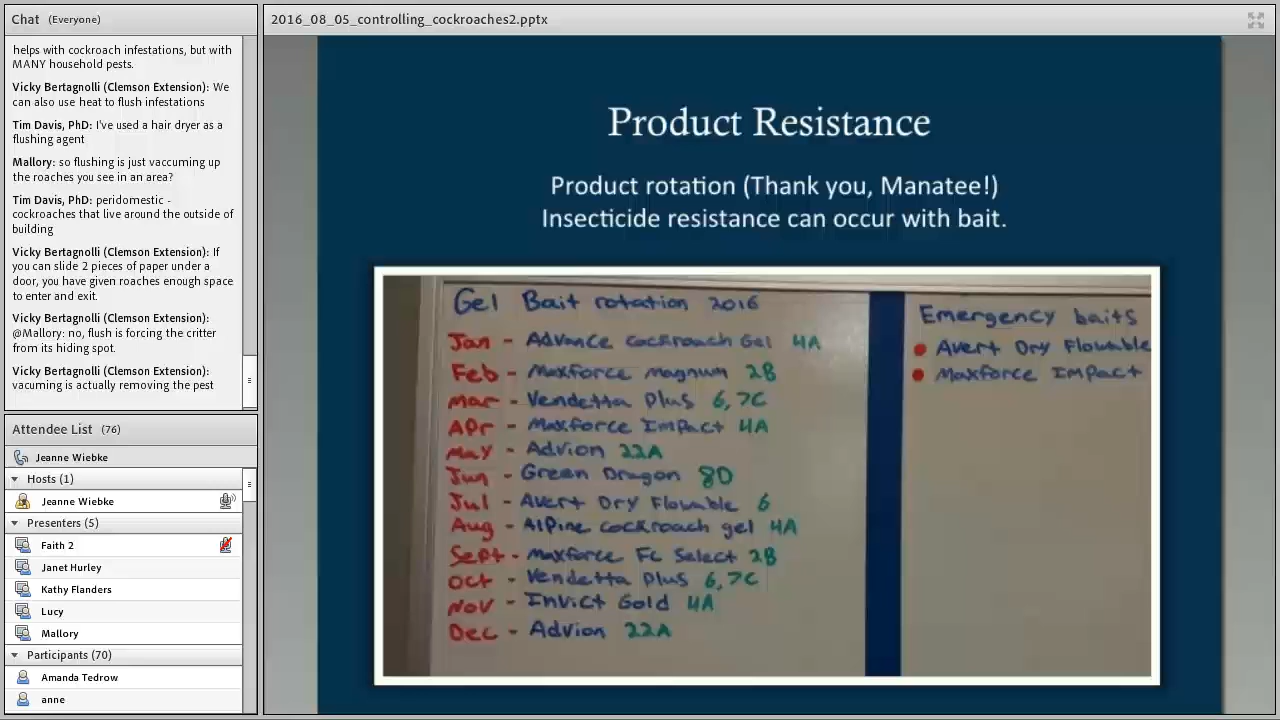 Chat (Everyone)
helps with cockroach infestations, but with
MANY household pests.
Vicky Bertagnolli (Clemson Extension): We
can also use heat to flush infestations
Tim Davis, PhD: I've used a hair dryer as a
flushing agent
Mallory: so flushing is just vaccuming up
the roaches you see in an area?
Tim Davis, PhD: peridomestic -
cockroaches that live around the outside of
building
Vicky Bertagnolli (Clemson Extension): If
you can slide 2 pieces of paper under a
door, you have given roaches enough space
to enter and exit.
Vicky Bertagnolli (Clemson Extension):
@Mallory: no, flush is forcing the critter
from its hiding spot.
Vicky Bertagnolli (Clemson Extension):
vacuming is actually removing the pest
Attendee List (76)
Jeanne Wiebke
Hosts (1)
Jeanne Wiebke
Presenters (5)
Faith 2
Janet Hurley
Kathy Flanders
Lucy
Mallory
Participants (70)
Amanda Tedrow
anne
2016_08_05_controlling_cockroaches2.pptx
Product Resistance
Product rotation (Thank you, Manatee!)
Insecticide resistance can occur with bait.
Gel Bait rotation 2016
Jan - Advance cockroach Gel 4A
Feb - Maxforce magnum 2B
Mar - Vendetta Plus 6, 7C
Apr - Maxforce Impact 4A
May - Advion 22A
Jun - Green Dragon 8D
Jul - Avert Dry Flowable 6
Aug - Alpine cockroach gel 4A
Sept - Maxforce FC Select 2B
Oct - Vendetta Plus 6, 7C
Nov - Invict Gold 4A
Dec - Advion 22A
Emergency baits
Avert Dry Flowable
Maxforce Impact